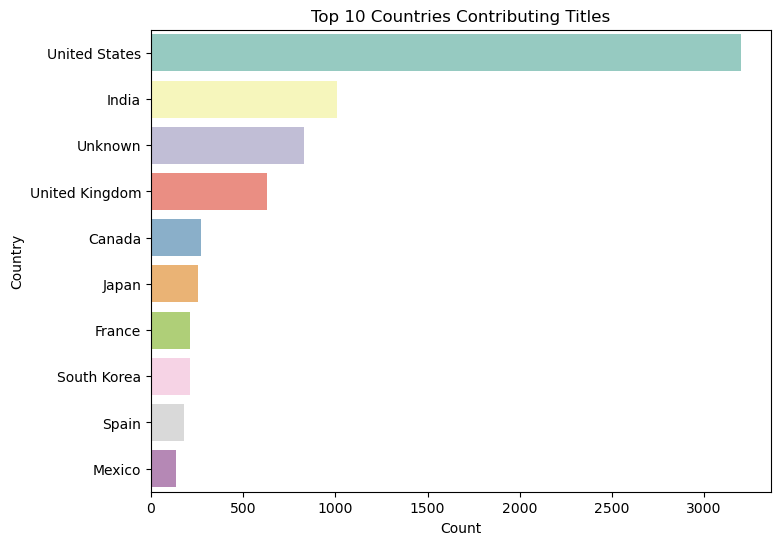 Top 10 Countries Contributing Titles
United States
India
Unknown
United Kingdom
Canada
Japan
France
South Korea
Spain
Mexico
Country
0 500 1000 1500 2000 2500 3000
Count